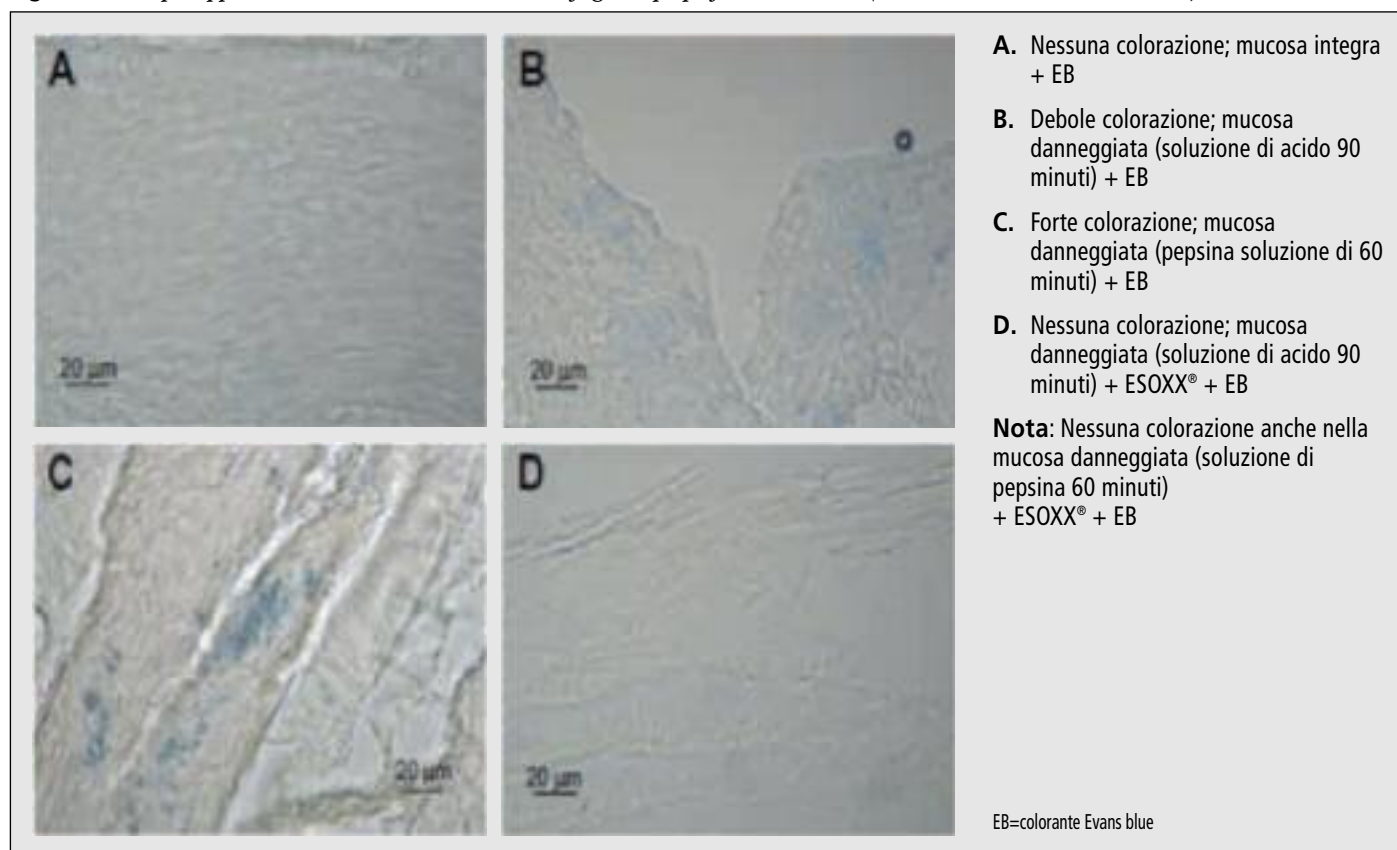 A
20 µm
B
20 µm
C
20 µm
D
20 µm
A. Nessuna colorazione; mucosa integra
+ EB
B. Debole colorazione; mucosa
danneggiata (soluzione di acido 90
minuti) + EB
C. Forte colorazione; mucosa
danneggiata (pepsina soluzione di 60
minuti) + EB
D. Nessuna colorazione; mucosa
danneggiata (soluzione di acido 90
minuti) + ESOXX® + EB
Nota: Nessuna colorazione anche nella
mucosa danneggiata (soluzione di
pepsina 60 minuti)
+ ESOXX® + EB
EB=colorante Evans blue